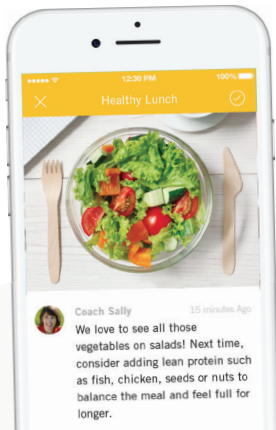 12:30 PM 100%
Healthy Lunch
Coach Sally 15 minutes Ago
We love to see all those
vegetables on salads! Next time,
consider adding lean protein such
as fish, chicken, seeds or nuts to
balance the meal and feel full for
longer.